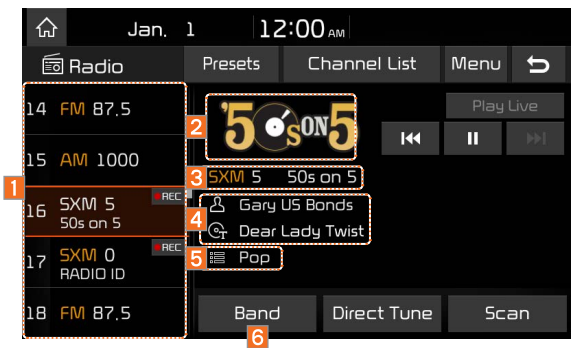 Jan. 1 12:00 AM
Radio Presets Channel List Menu
14 FM 87.5
15 AM 1000
1
16 SXM 5 REC
50s on 5
17 SXM 0 REC
RADIO ID
18 FM 87.5
2 '50s ON 5
Play Live
3 SXM 5 50s on 5
4 Gary US Bonds
Dear Lady Twist
5 Pop
Band Direct Tune Scan
6